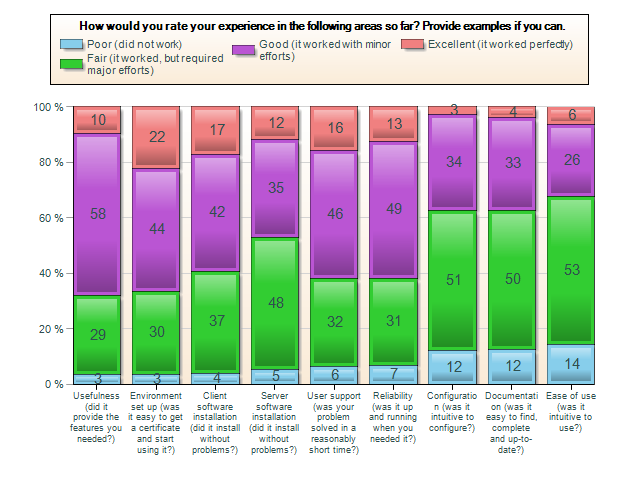 How would you rate your experience in the following areas so far? Provide examples if you can.
Poor (did not work)
Fair (it worked, but required
major efforts)
Good (it worked with minor
efforts)
Excellent (it worked perfectly)
100 %
80 %
60 %
40 %
20 %
0 %
10
58
29
3
22
44
30
3
17
42
37
4
12
35
48
5
16
46
32
6
13
49
31
7
3
34
51
12
4
33
50
12
6
26
53
14
Usefulness
(did it
provide the
features you
needed?)
Environment
set up (was
it easy to get
a certificate
and start
using it?)
Client
software
installation
(did it install
without
problems?)
Server
software
installation
(did it install
without
problems?)
User support
(was your
problem
solved in a
reasonably
short time?)
Reliability
(was it up
and running
when you
needed it?)
Configuratio
n (was it
intuitive to
configure?)
Documentati
on (was it
easy to find,
complete
and up-to-
date?)
Ease of use
(was it
intuitive to
use?)